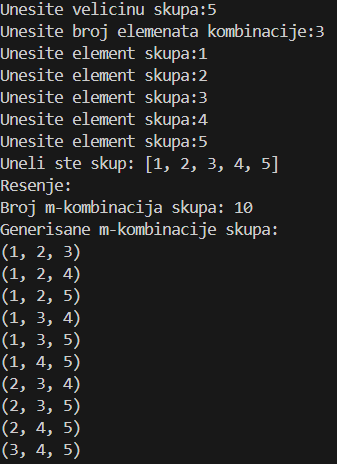 Unesite velicinu skupa:5
Unesite broj elemenata kombinacije:3
Unesite element skupa:1
Unesite element skupa:2
Unesite element skupa:3
Unesite element skupa:4
Unesite element skupa:5
Uneli ste skup: [1, 2, 3, 4, 5]
Resenje:
Broj m-kombinacija skupa: 10
Generisane m-kombinacije skupa:
(1, 2, 3)
(1, 2, 4)
(1, 2, 5)
(1, 3, 4)
(1, 3, 5)
(1, 4, 5)
(2, 3, 4)
(2, 3, 5)
(2, 4, 5)
(3, 4, 5)